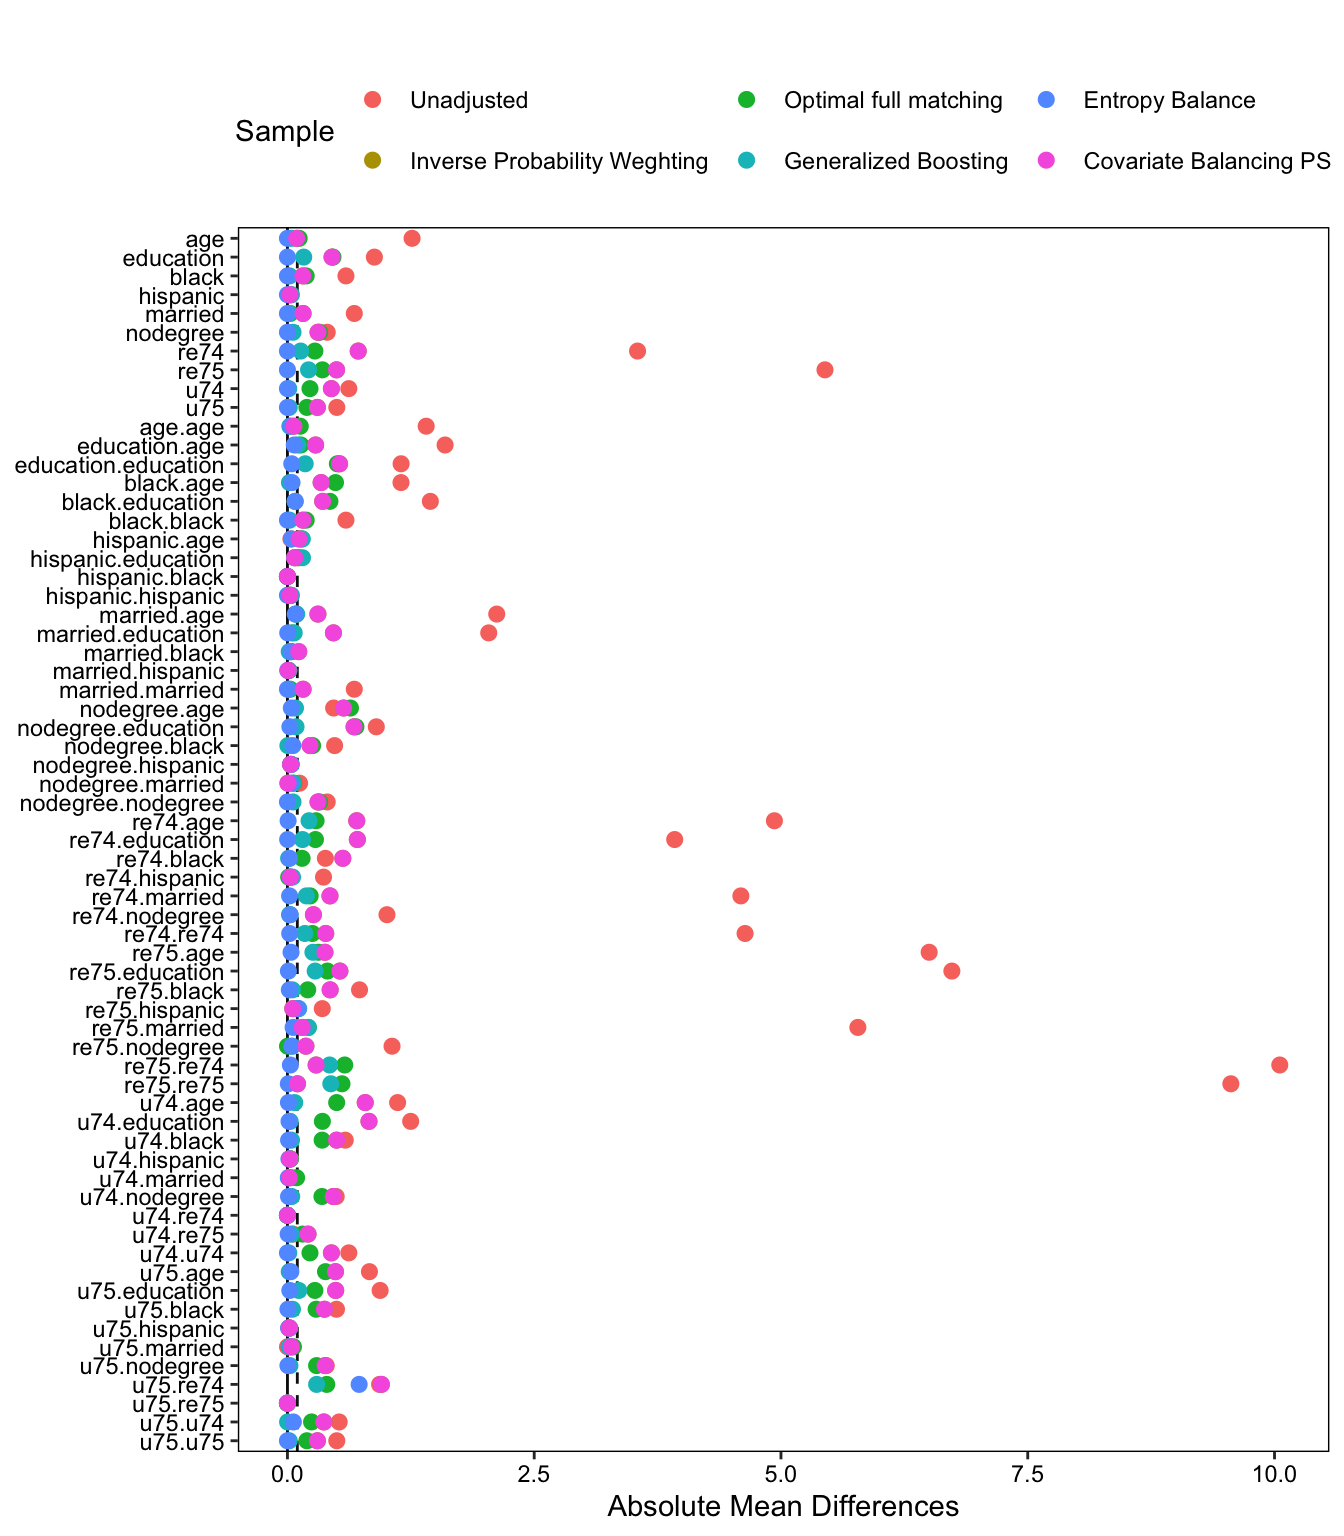 Sample
Unadjusted
Optimal full matching
Entropy Balance
Inverse Probability Weghting
Generalized Boosting
Covariate Balancing PS
age
education
black
hispanic
married
nodegree
re74
re75
u74
u75
age.age
education.age
education.education
black.age
black.education
black.black
hispanic.age
hispanic.education
hispanic.black
hispanic.hispanic
married.age
married.education
married.black
married.hispanic
married.married
nodegree.age
nodegree.education
nodegree.black
nodegree.hispanic
nodegree.married
nodegree.nodegree
re74.age
re74.education
re74.black
re74.hispanic
re74.married
re74.nodegree
re74.re74
re75.age
re75.education
re75.black
re75.hispanic
re75.married
re75.nodegree
re75.re74
re75.re75
u74.age
u74.education
u74.black
u74.hispanic
u74.married
u74.nodegree
u74.re74
u74.re75
u74.u74
u75.age
u75.education
u75.black
u75.hispanic
u75.married
u75.nodegree
u75.re74
u75.re75
u75.u74
u75.u75
0.0 2.5 5.0 7.5 10.0
Absolute Mean Differences